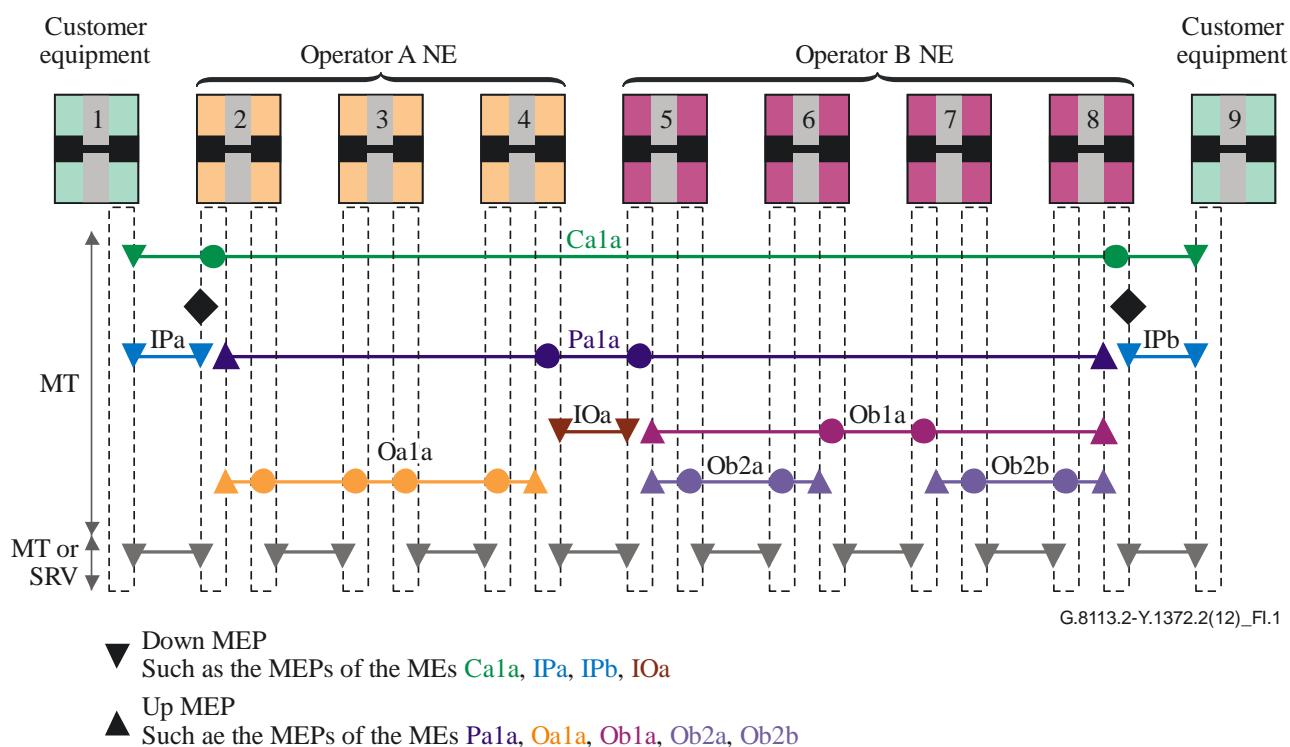 Customer
equipment
Operator A NE
Operator B NE
Customer
equipment
1
2
3
4
5
6
7
8
9
Ca1a
IPa
Pa1a
IPb
MT
IOa
Ob1a
Oa1a
Ob2a
Ob2b
MT or
SRV
G.8113.2-Y.1372.2(12)_FI.1
Down MEP
Such as the MEPs of the MEs Ca1a, IPa, IPb, IOa
Up MEP
Such ae the MEPs of the MEs Pa1a, Oa1a, Ob1a, Ob2a, Ob2b